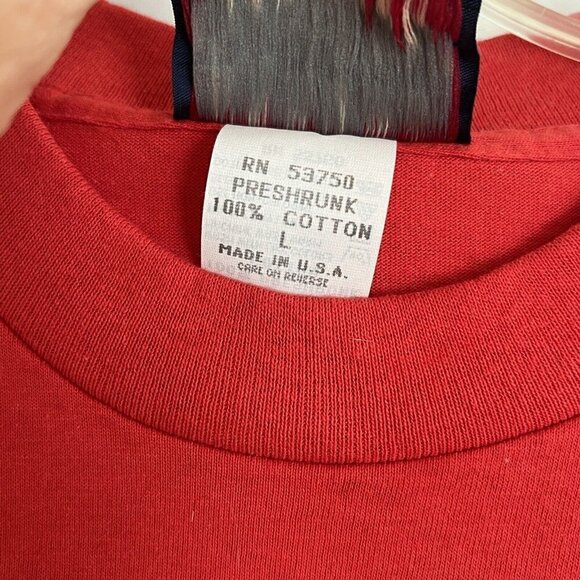 RN 53750
PRESHRUNK
100% COTTON
L
MADE IN U.S.A.
CARE ON REVERSE